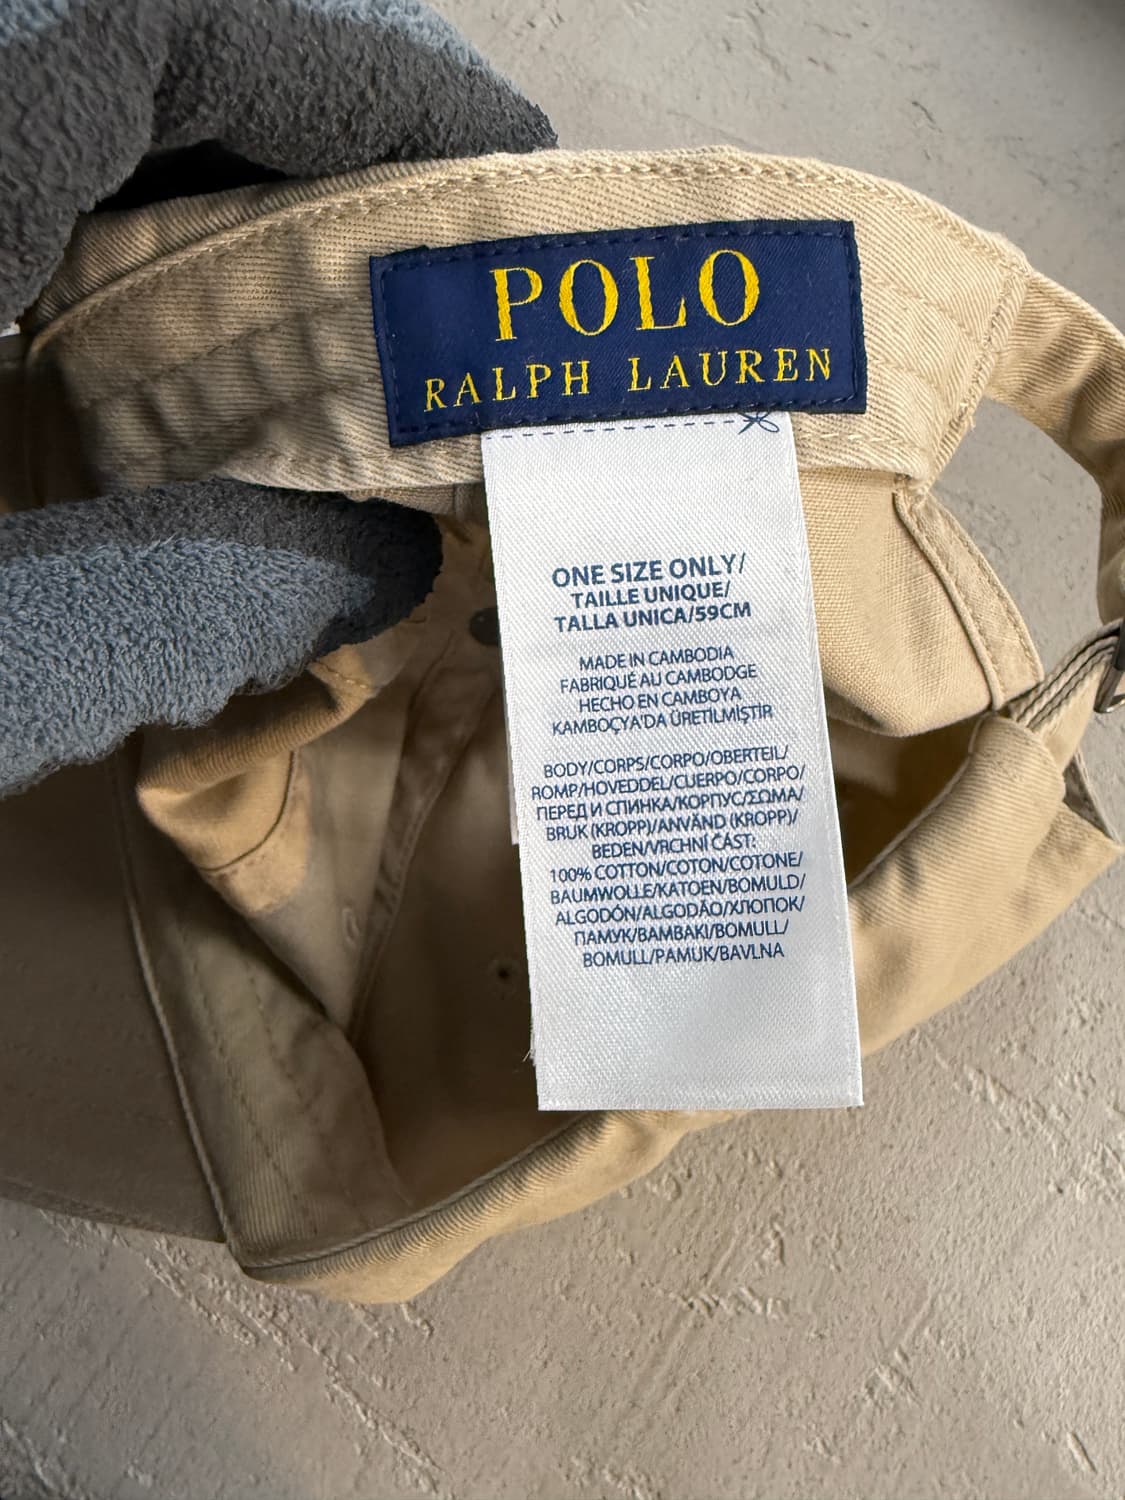 POLO
RALPH LAUREN
ONE SIZE ONLY/
TAILLE UNIQUE/
TALLA UNICA/59CM
MADE IN CAMBODIA
FABRIQUÉ AU CAMBODGE
HECHO EN CAMBOYA
KAMBOÇYA'DA ÜRETILMIŞTIR
BODY/CORPS/CORPO/OBERTEIL/
ROMP/HOVEDDEL/CUERPO/CORPO/
ПЕРЕД И СПИНКА/КОРПУС/ΣΩΜΑ/
BRUK (KROPP)/ANVÄND (KROPP)/
BEDEN/VRCHNÍ ČÁST:
100% COTTON/COTON/COTONE/
BAUMWOLLE/KATOEN/BOMULD/
ALGODÓN/ALGODÃO/ХЛОПОК/
ПАМУК/BAMBAKI/BOMULL/
BOMULL/PAMUK/BAVLNA